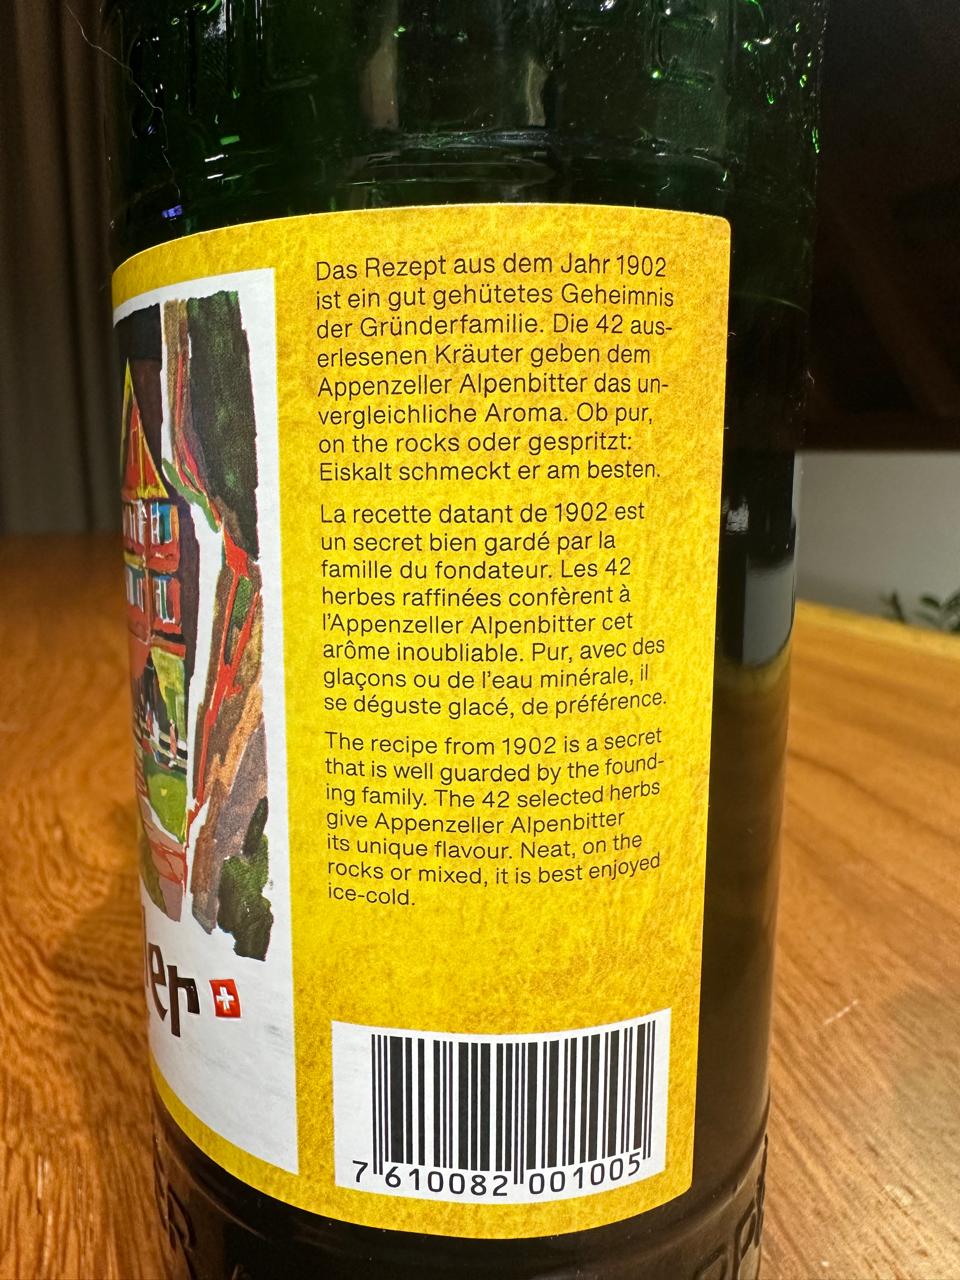 Das Rezept aus dem Jahr 1902
ist ein gut gehütetes Geheimnis
der Gründerfamilie. Die 42 aus-
erlesenen Kräuter geben dem
Appenzeller Alpenbitter das un-
vergleichliche Aroma. Ob pur,
on the rocks oder gespritzt:
Eiskalt schmeckt er am besten.
La recette datant de 1902 est
un secret bien gardé par la
famille du fondateur. Les 42
herbes raffinées confèrent à
l'Appenzeller Alpenbitter cet
arôme inoubliable. Pur, avec des
glaçons ou de l'eau minérale, il
se déguste glacé, de préférence.
The recipe from 1902 is a secret
that is well guarded by the found-
ing family. The 42 selected herbs
give Appenzeller Alpenbitter
its unique flavour. Neat, on the
rocks or mixed, it is best enjoyed
ice-cold.
7 610082 001005